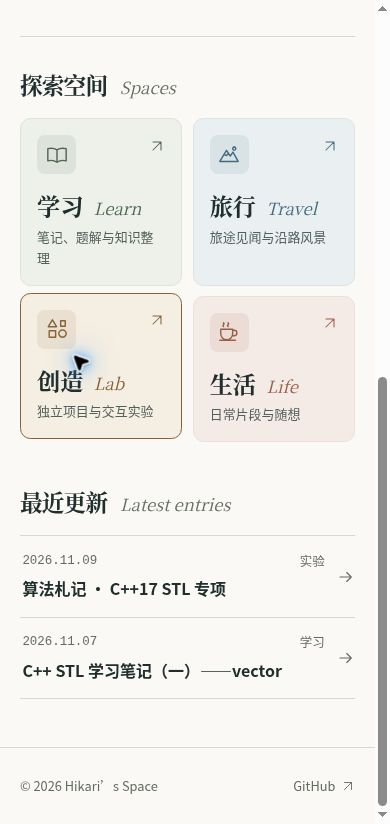 探索空间 Spaces
学习 Learn
笔记、题解与知识整
理
旅行 Travel
旅途见闻与沿路风景
创造 Lab
独立项目与交互实验
生活 Life
日常片段与随想
最近更新 Latest entries
2026.11.09 实验
算法札记 · C++17 STL 专项
2026.11.07 学习
C++ STL 学习笔记（一）——vector
© 2026 Hikari’s Space
GitHub